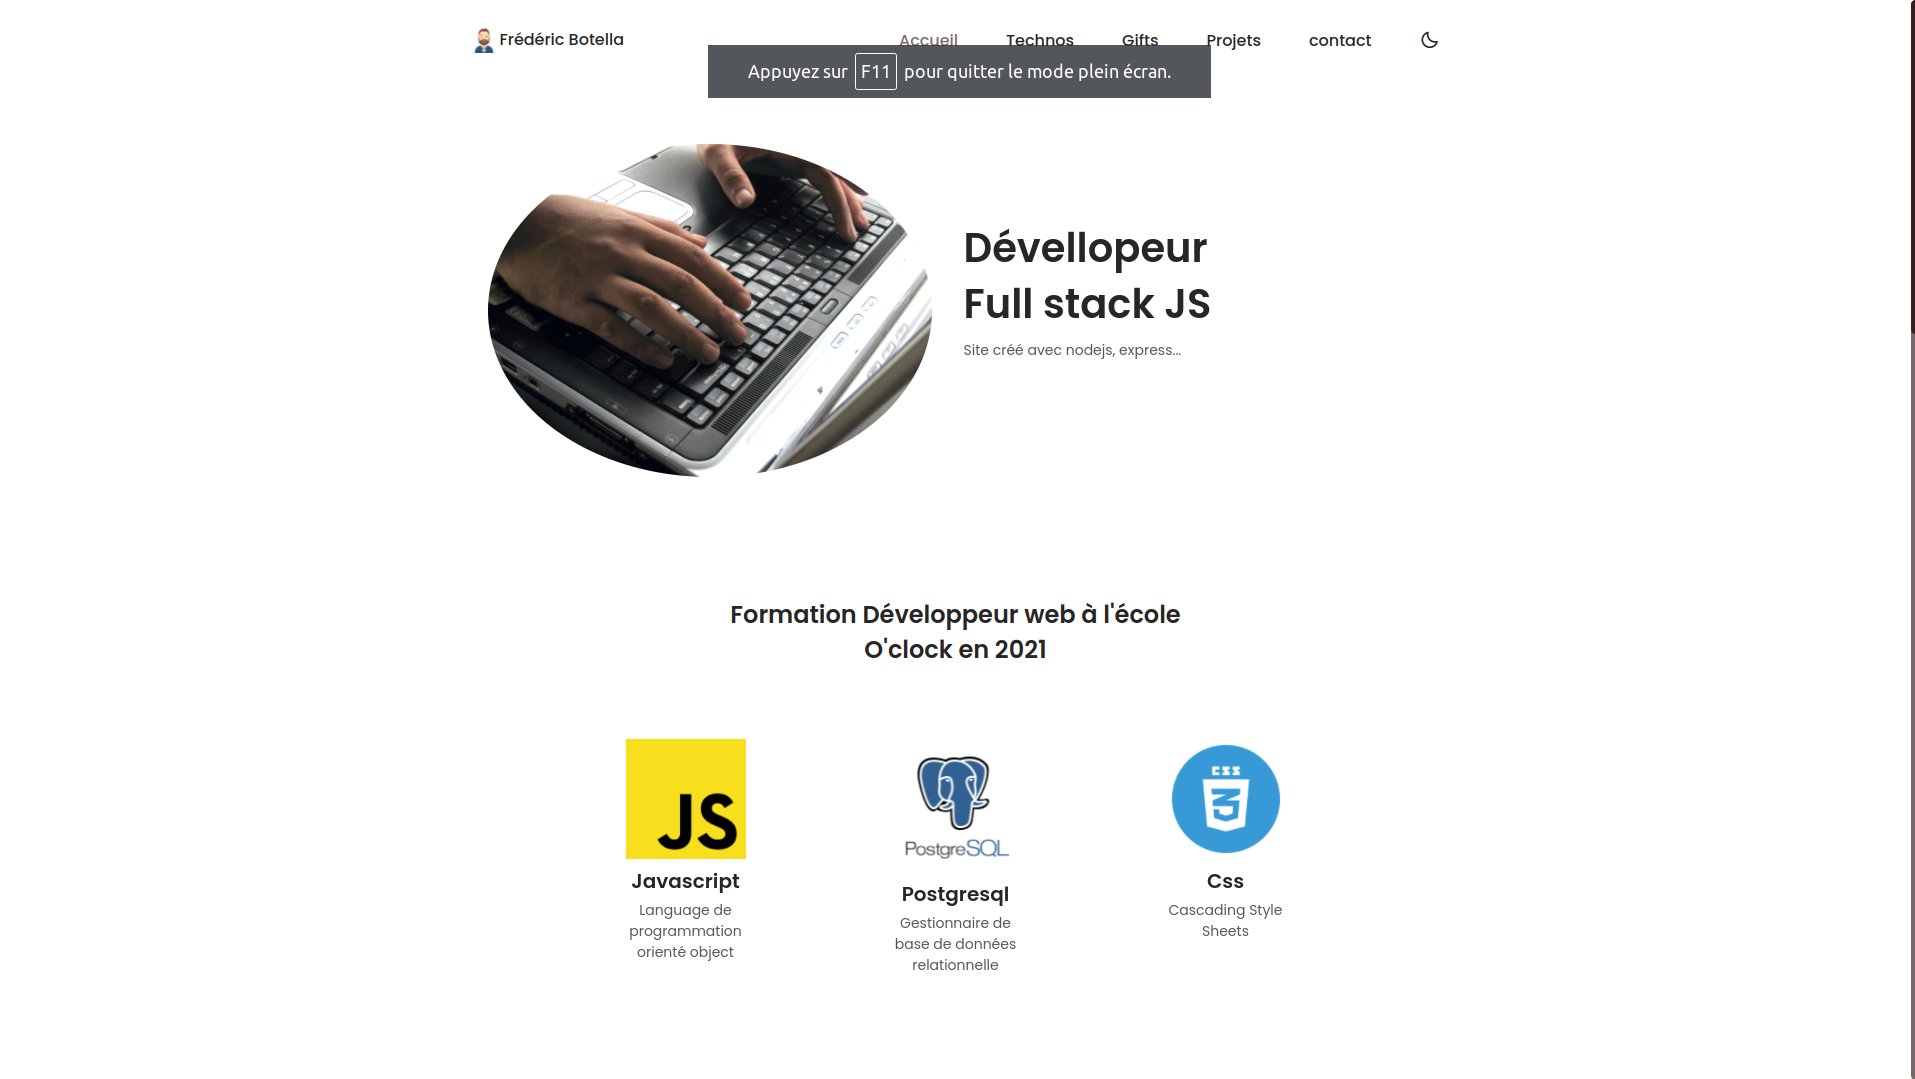 Frédéric Botella
Accueil
Technos
Gifts
Projets
contact
Appuyez sur F11 pour quitter le mode plein écran.
Dévellopeur
Full stack JS
Site créé avec nodejs, express...
Formation Développeur web à l'école
O'clock en 2021
JS
Javascript
Language de
programmation
orienté object
PostgreSQL
Postgresql
Gestionnaire de
base de données
relationnelle
CSS
3
Css
Cascading Style
Sheets